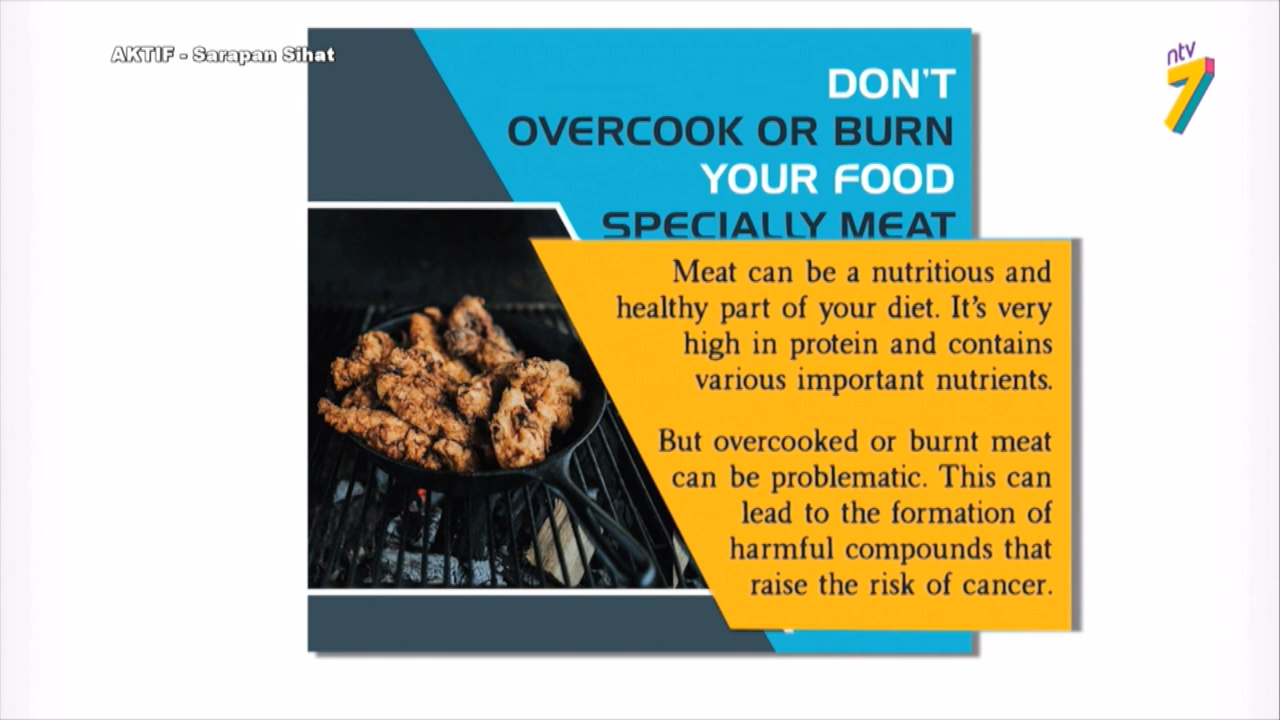 AKTIF - Sarapan Sihat
ntv
7
DON'T
OVERCOOK OR BURN
YOUR FOOD
SPECIALLY MEAT
Meat can be a nutritious and
healthy part of your diet. It's very
high in protein and contains
various important nutrients.
But overcooked or burnt meat
can be problematic. This can
lead to the formation of
harmful compounds that
raise the risk of cancer.